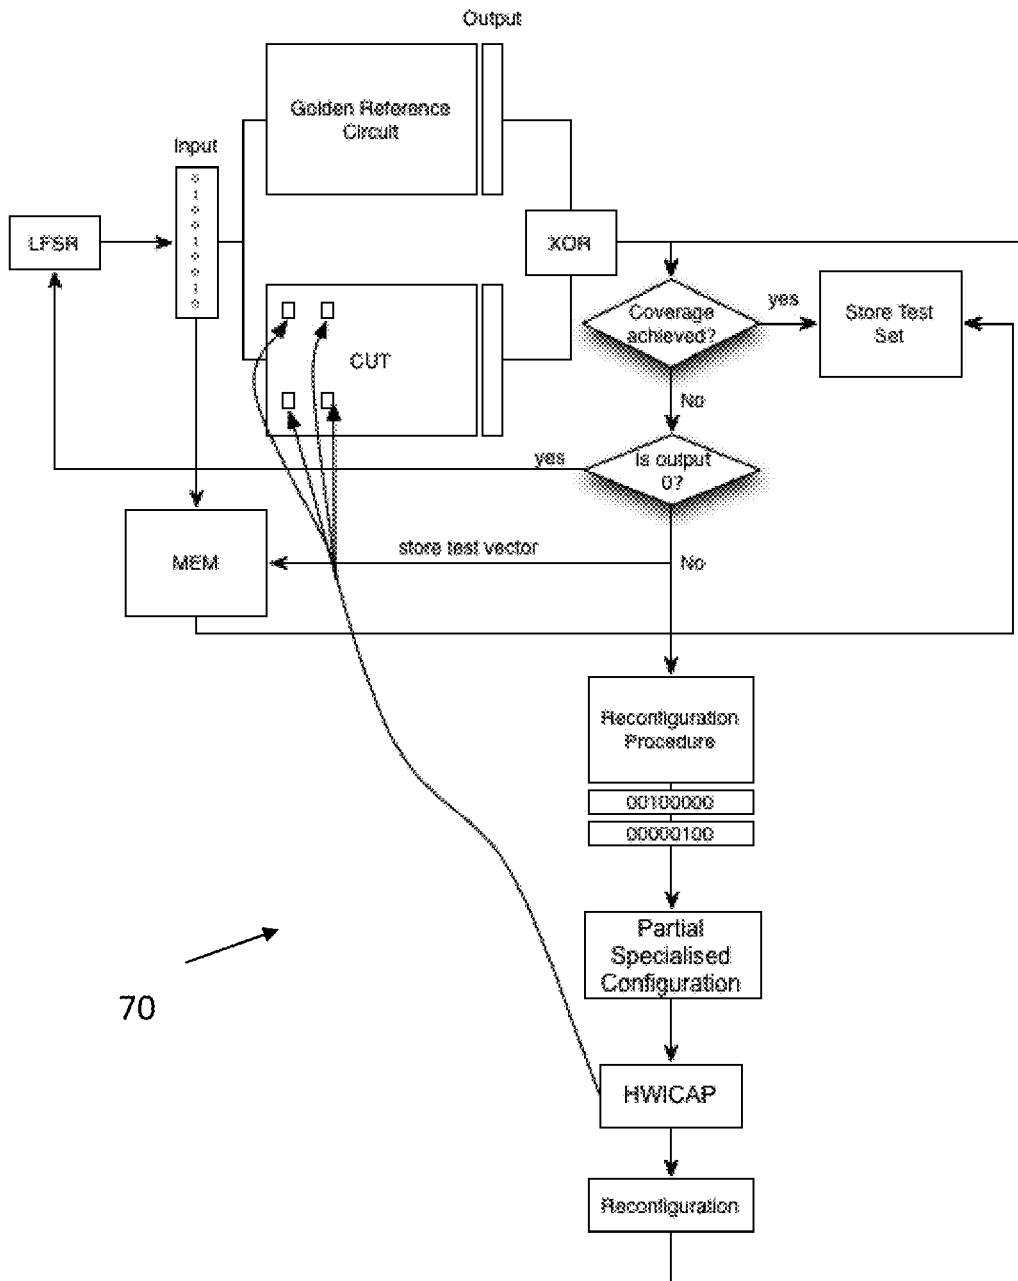 Output
Golden Reference
Circuit
Input
0
1
0
0
1
0
0
1
0
LFSR
XOR
CUT
Coverage
achieved?
yes
Store Test
Set
No
yes
Is output
0?
MEM
store test vector
No
Reconfiguration
Procedure
00100000
00000100
Partial
Specialised
Configuration
70
HWICAP
Reconfiguration